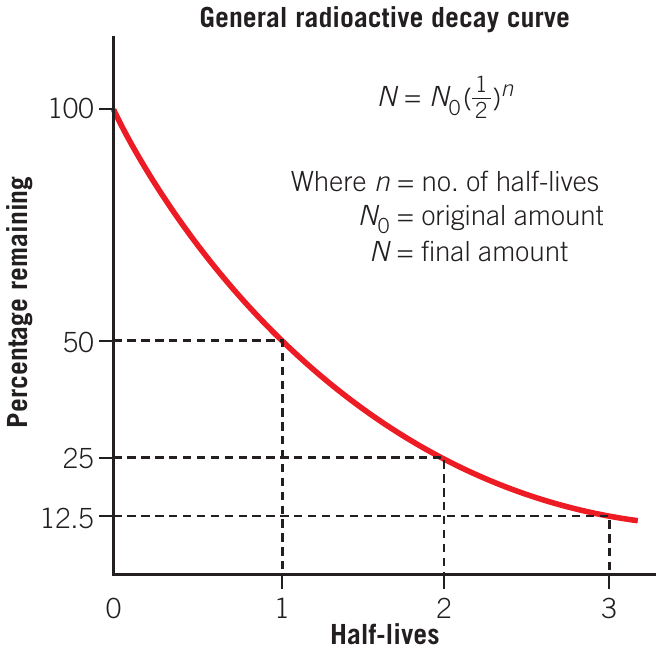 General radioactive decay curve
N = N₀(1/2)ⁿ
Where n = no. of half-lives
N₀ = original amount
N = final amount
Percentage remaining
100
50
25
12.5
0 1 2 3
Half-lives